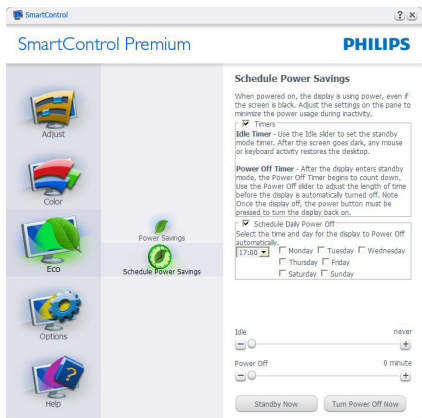 SmartControl
SmartControl Premium
PHILIPS
Adjust
Color
Eco
Options
Help
Power Savings
Schedule Power Savings
Schedule Power Savings
When powered on, the display is using power, even if
the screen is black. Adjust the settings on this pane to
minimize the power usage during inactivity.
Timers
Idle Timer - Use the Idle slider to set the standby
mode timer. After the screen goes dark, any mouse
or keyboard activity restores the desktop.
Power Off Timer - After the display enters standby
mode, the Power Off Timer begins to count down.
Use the Power Off slider to adjust the length of time
before the display is automatically turned off. Note
Once the display off, the power button must be
pressed to turn the display back on.
Schedule Daily Power Off
Select the time and day for the display to Power Off
automatically.
17:00 Monday Tuesday Wednesday
Thursday Friday
Saturday Sunday
Idle never
Power Off 0 minute
Standby Now Turn Power Off Now